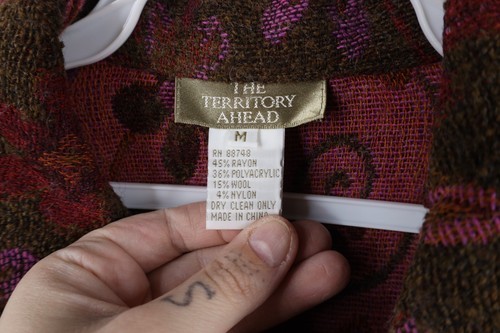 THE
TERRITORY
AHEAD
M
RN 88748
45% RAYON
36% POLYACRYLIC
15% WOOL
4% NYLON
DRY CLEAN ONLY
MADE IN CHINA